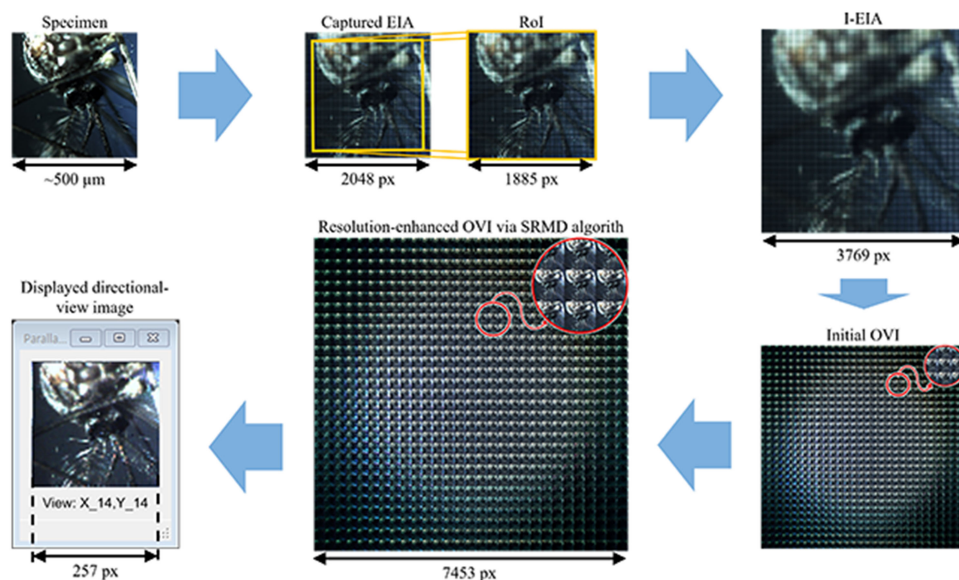 Specimen
Captured EIA
RoI
I-EIA
~500 μm
2048 px
1885 px
3769 px
Resolution-enhanced OVI via SRMD algorith
Displayed directional-
view image
Paralla...
View: X_14,Y_14
257 px
7453 px
Initial OVI